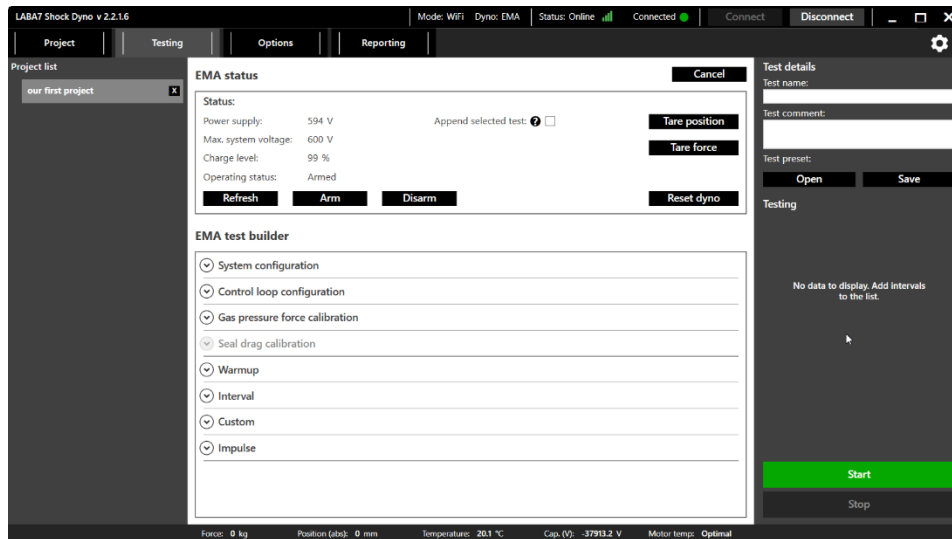 LABA7 Shock Dyno v 2.2.1.6
Mode: WiFi Dyno: EMA Status: Online Connected Connect Disconnect
Project Testing Options Reporting
Project list
our first project X
EMA status Cancel
Status:
Power supply: 594 V Append selected test: ? Tare position
Max. system voltage: 600 V Tare force
Charge level: 99 %
Operating status: Armed
Refresh Arm Disarm Reset dyno
EMA test builder
System configuration
Control loop configuration
Gas pressure force calibration
Seal drag calibration
Warmup
Interval
Custom
Impulse
Test details
Test name:
Test comment:
Test preset:
Open Save
Testing
No data to display. Add intervals
to the list.
Start
Stop
Force: 0 kg Position (abs): 0 mm Temperature: 20.1 °C Cap. (V): -37913.2 V Motor temp: Optimal